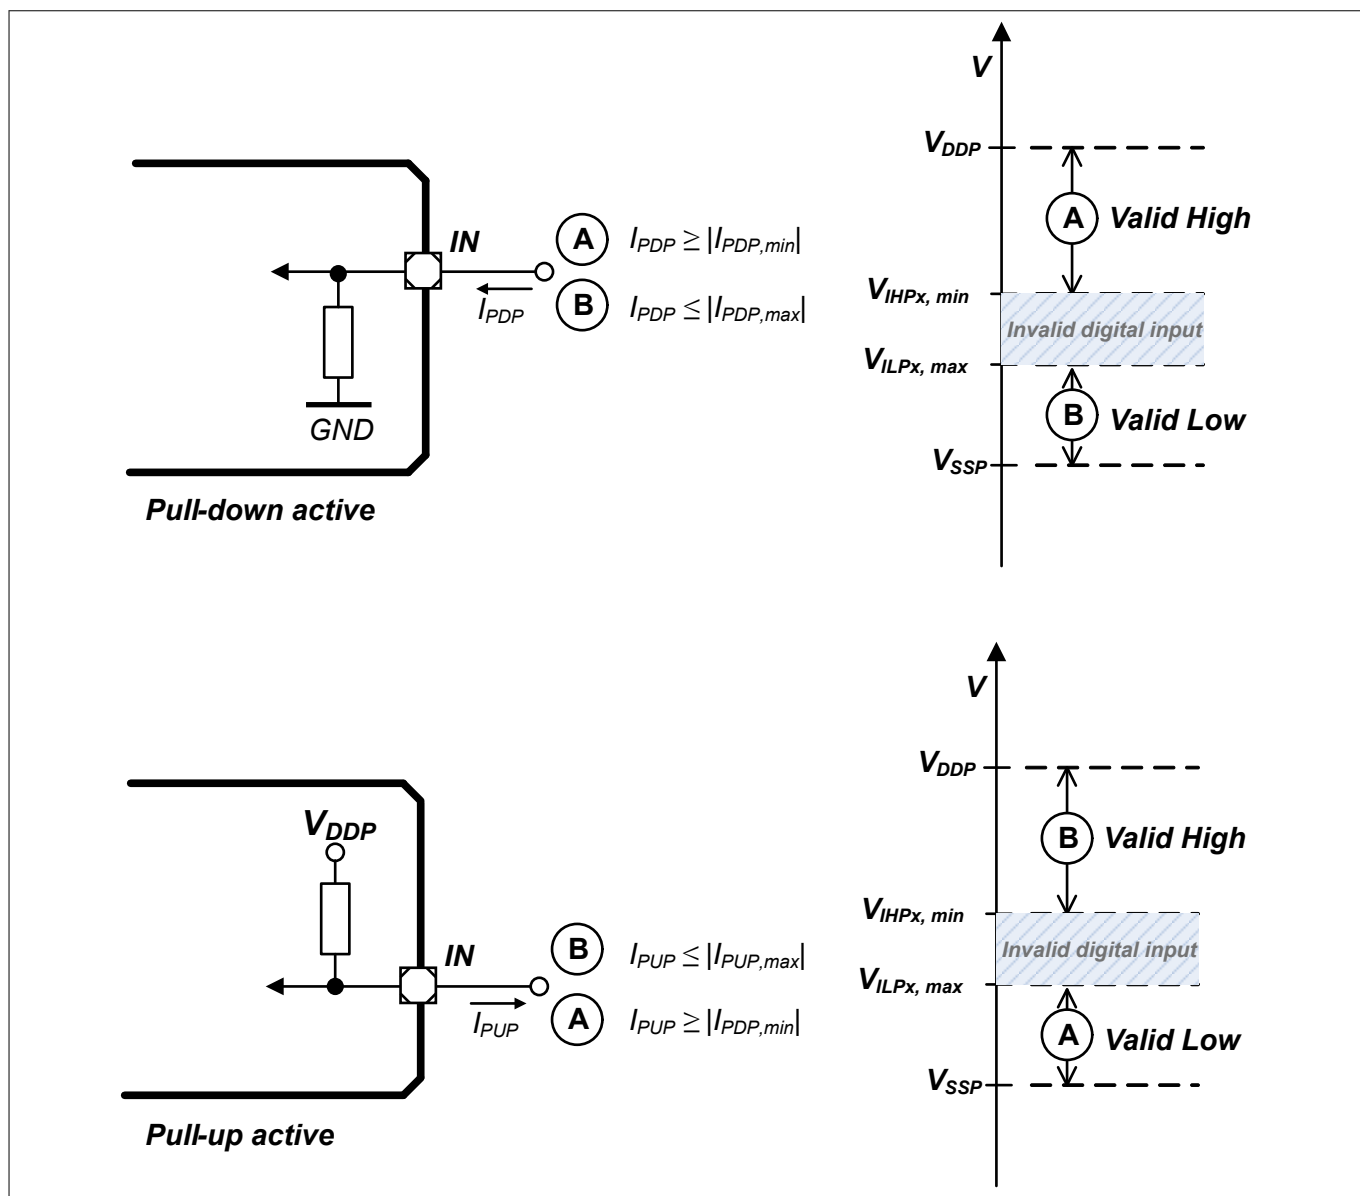 V
V_DDP
A Valid High
IN
A I_PDP ≥ |I_PDP,min|
I_PDP
B I_PDP ≤ |I_PDP,max|
V_IHPx, min
Invalid digital input
V_ILPx, max
B Valid Low
GND
V_SSP
Pull-down active
V
V_DDP
V_DDP
B Valid High
V_IHPx, min
IN
B I_PUP ≤ |I_PUP,max|
Invalid digital input
V_ILPx, max
I_PUP
A I_PUP ≥ |I_PDP,min|
A Valid Low
V_SSP
Pull-up active